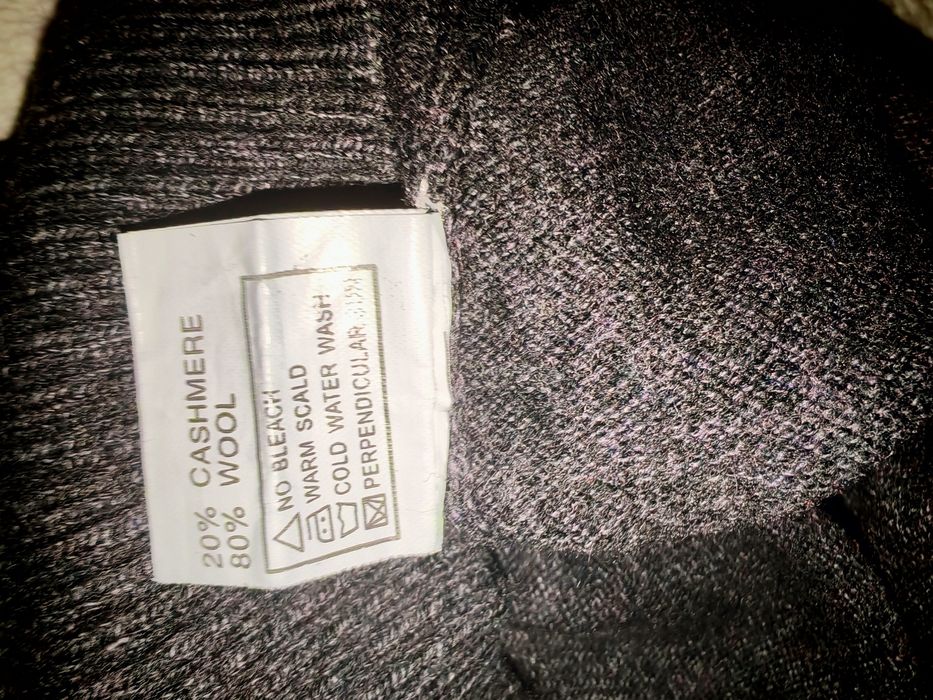 20% CASHMERE
80% WOOL
NO BLEACH
WARM SCALD
COLD WATER WASH
PERPENDICULAR